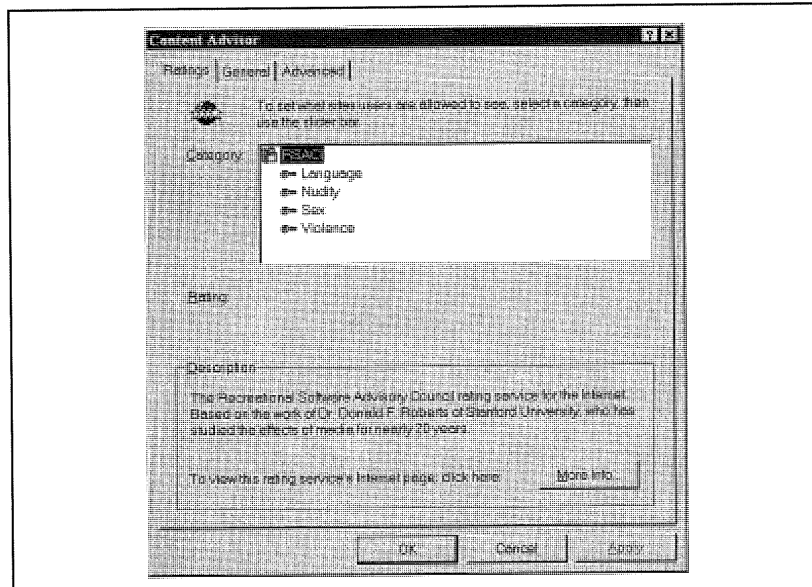 Content Advisor
Ratings General Advanced
To set what sites users are allowed to see, select a category, then
use the slider bar.
Category:
RSACi
Language
Nudity
Sex
Violence
Rating:
Description
The Recreational Software Advisory Council rating service for the Internet.
Based on the work of Dr. Donald F. Roberts of Stanford University, who has
studied the effects of media for nearly 20 years.
To view this rating service's Internet page, click here: More Info...
OK Cancel Apply